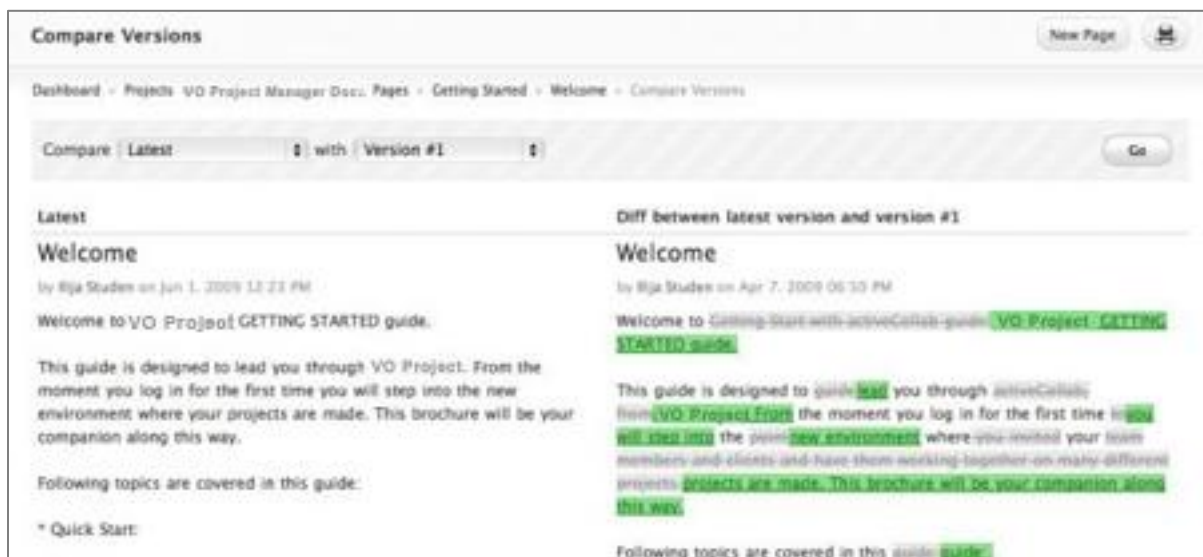 Compare Versions
New Page
Dashboard Projects VO Project Manager Docs. Pages Getting Started Welcome Compare Versions
Compare Latest with Version #1 Go
Latest
Welcome
by Ilija Studen on Jun 1, 2009 12:23 PM
Welcome to VO Project GETTING STARTED guide.
This guide is designed to lead you through VO Project. From the
moment you log in for the first time you will step into the new
environment where your projects are made. This brochure will be your
companion along this way.
Following topics are covered in this guide:
* Quick Start:
Diff between latest version and version #1
Welcome
by Ilija Studen on Apr 7, 2009 06:50 PM
Welcome to Getting Start with activeCollab guide VO Project GETTING
STARTED guide.
This guide is designed to guide lead you through activeCollab,
from VO Project From the moment you log in for the first time to you
will step into the point new environment where you invited your team
members and clients and have them working together on many different
projects projects are made. This brochure will be your companion along
this way.
Following topics are covered in this guide guide: